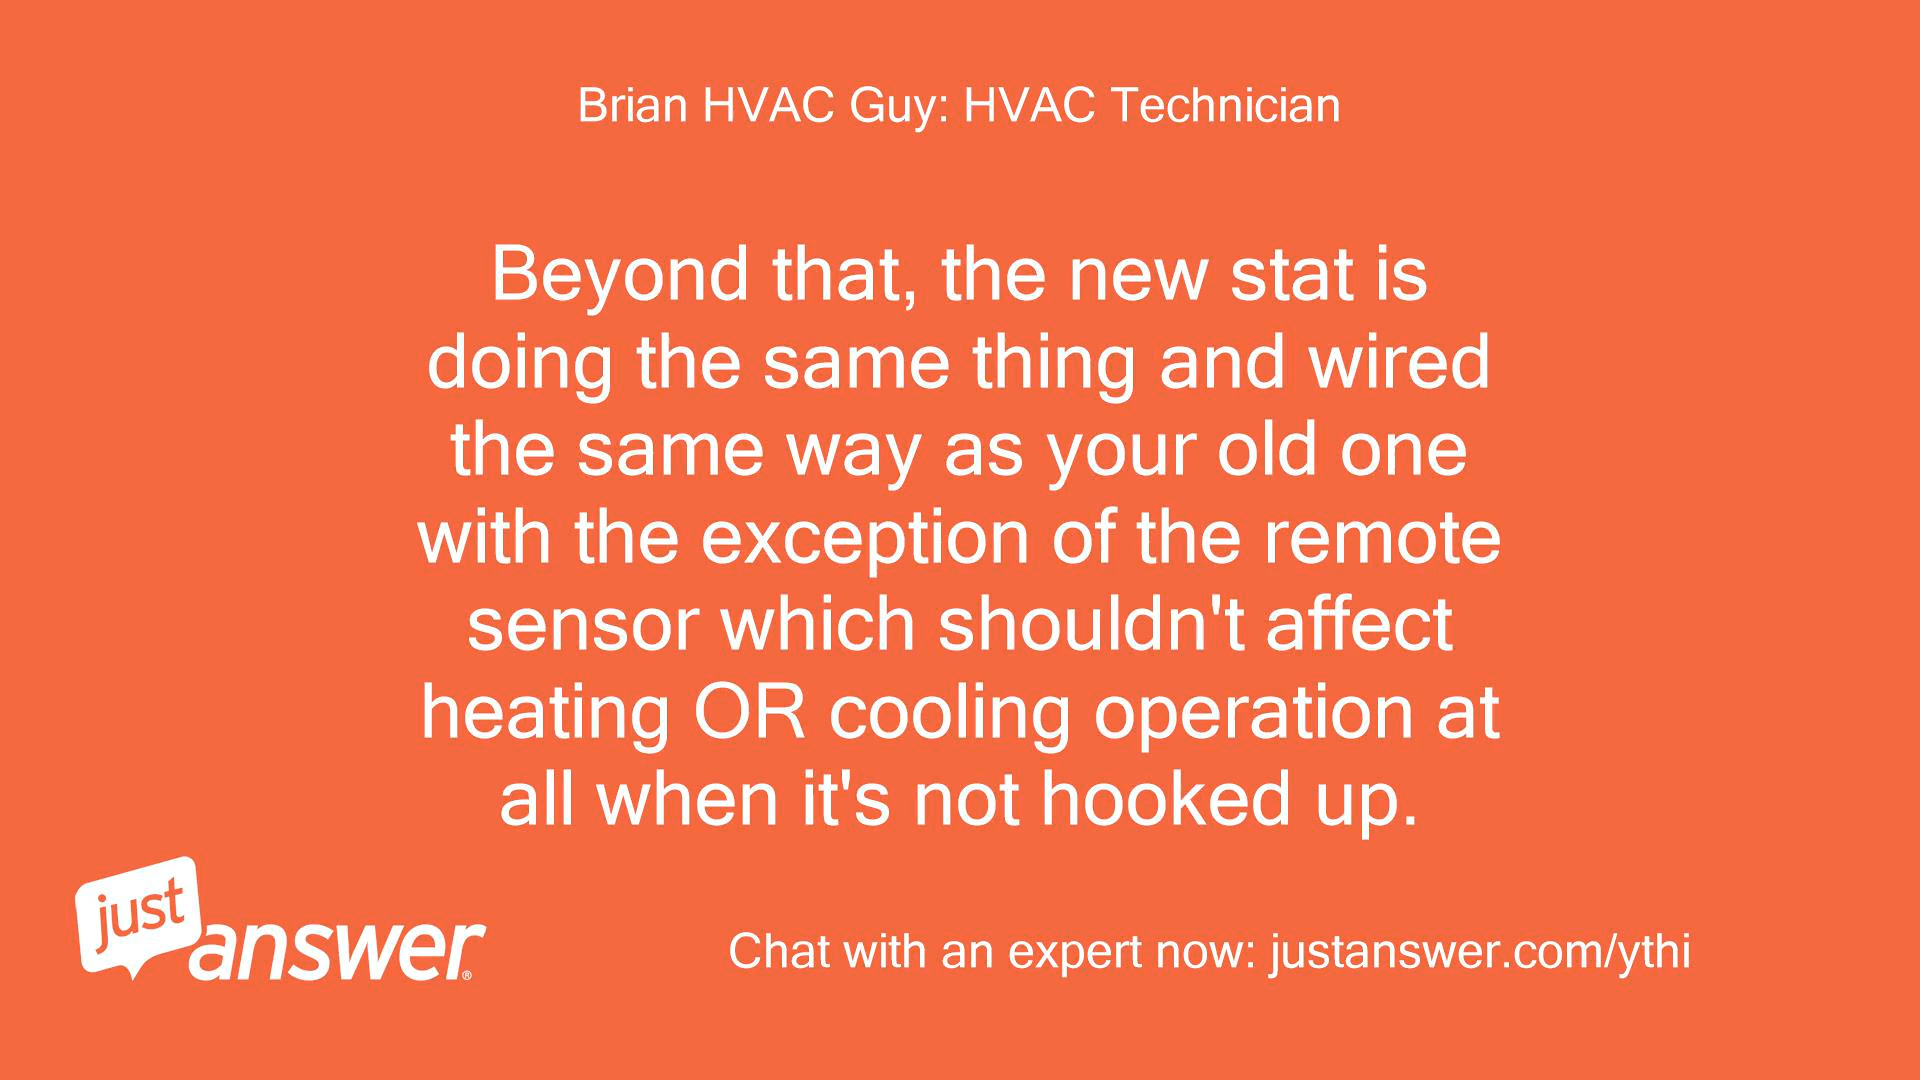 Brian HVAC Guy: HVAC Technician
Beyond that, the new stat is
doing the same thing and wired
the same way as your old one
with the exception of the remote
sensor which shouldn't affect
heating OR cooling operation at
all when it's not hooked up.
just
answer®
Chat with an expert now: justanswer.com/ythi